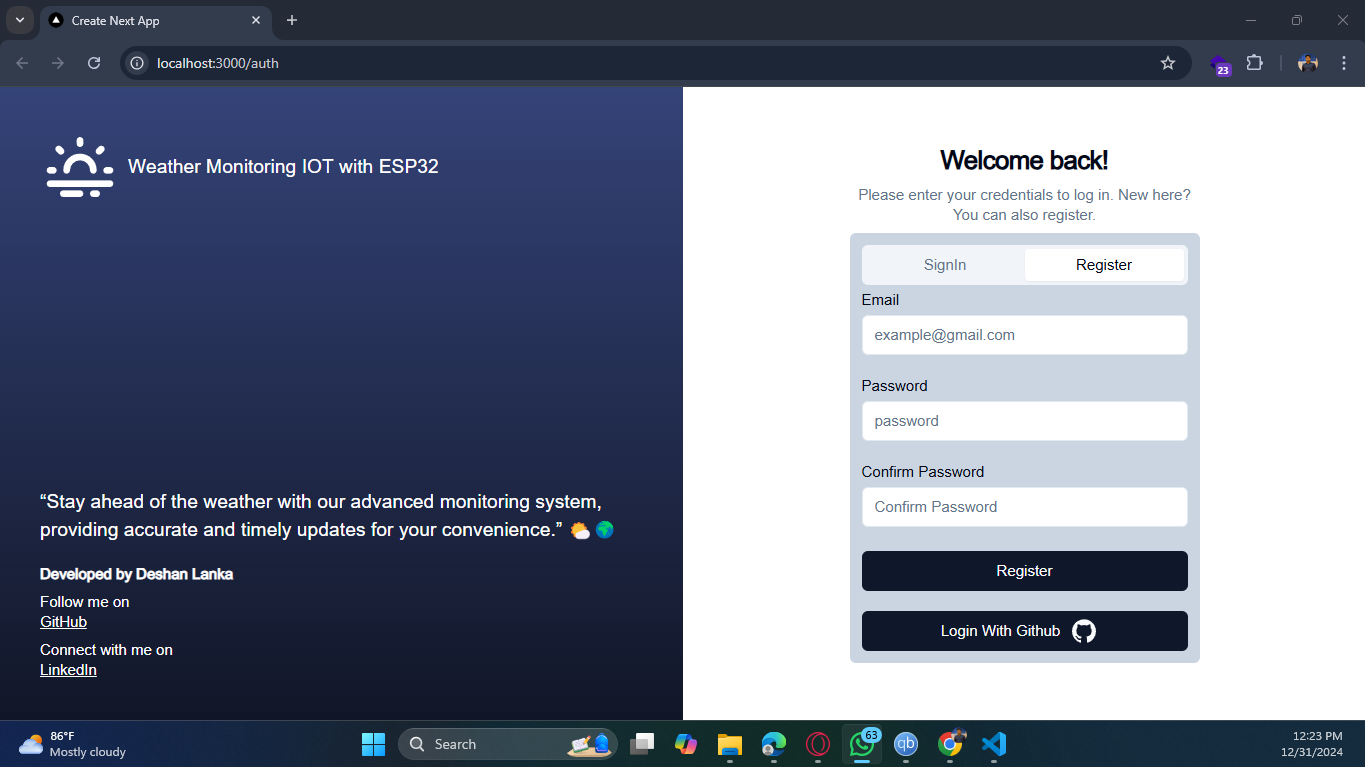 Create Next App
localhost:3000/auth
23
Weather Monitoring IOT with ESP32
“Stay ahead of the weather with our advanced monitoring system,
providing accurate and timely updates for your convenience.” 🌤️ 🌍
Developed by Deshan Lanka
Follow me on
GitHub
Connect with me on
LinkedIn
Welcome back!
Please enter your credentials to log in. New here?
You can also register.
SignIn Register
Email
example@gmail.com
Password
password
Confirm Password
Confirm Password
Register
Login With Github
86°F
Mostly cloudy
Search
63
qb
12:23 PM
12/31/2024